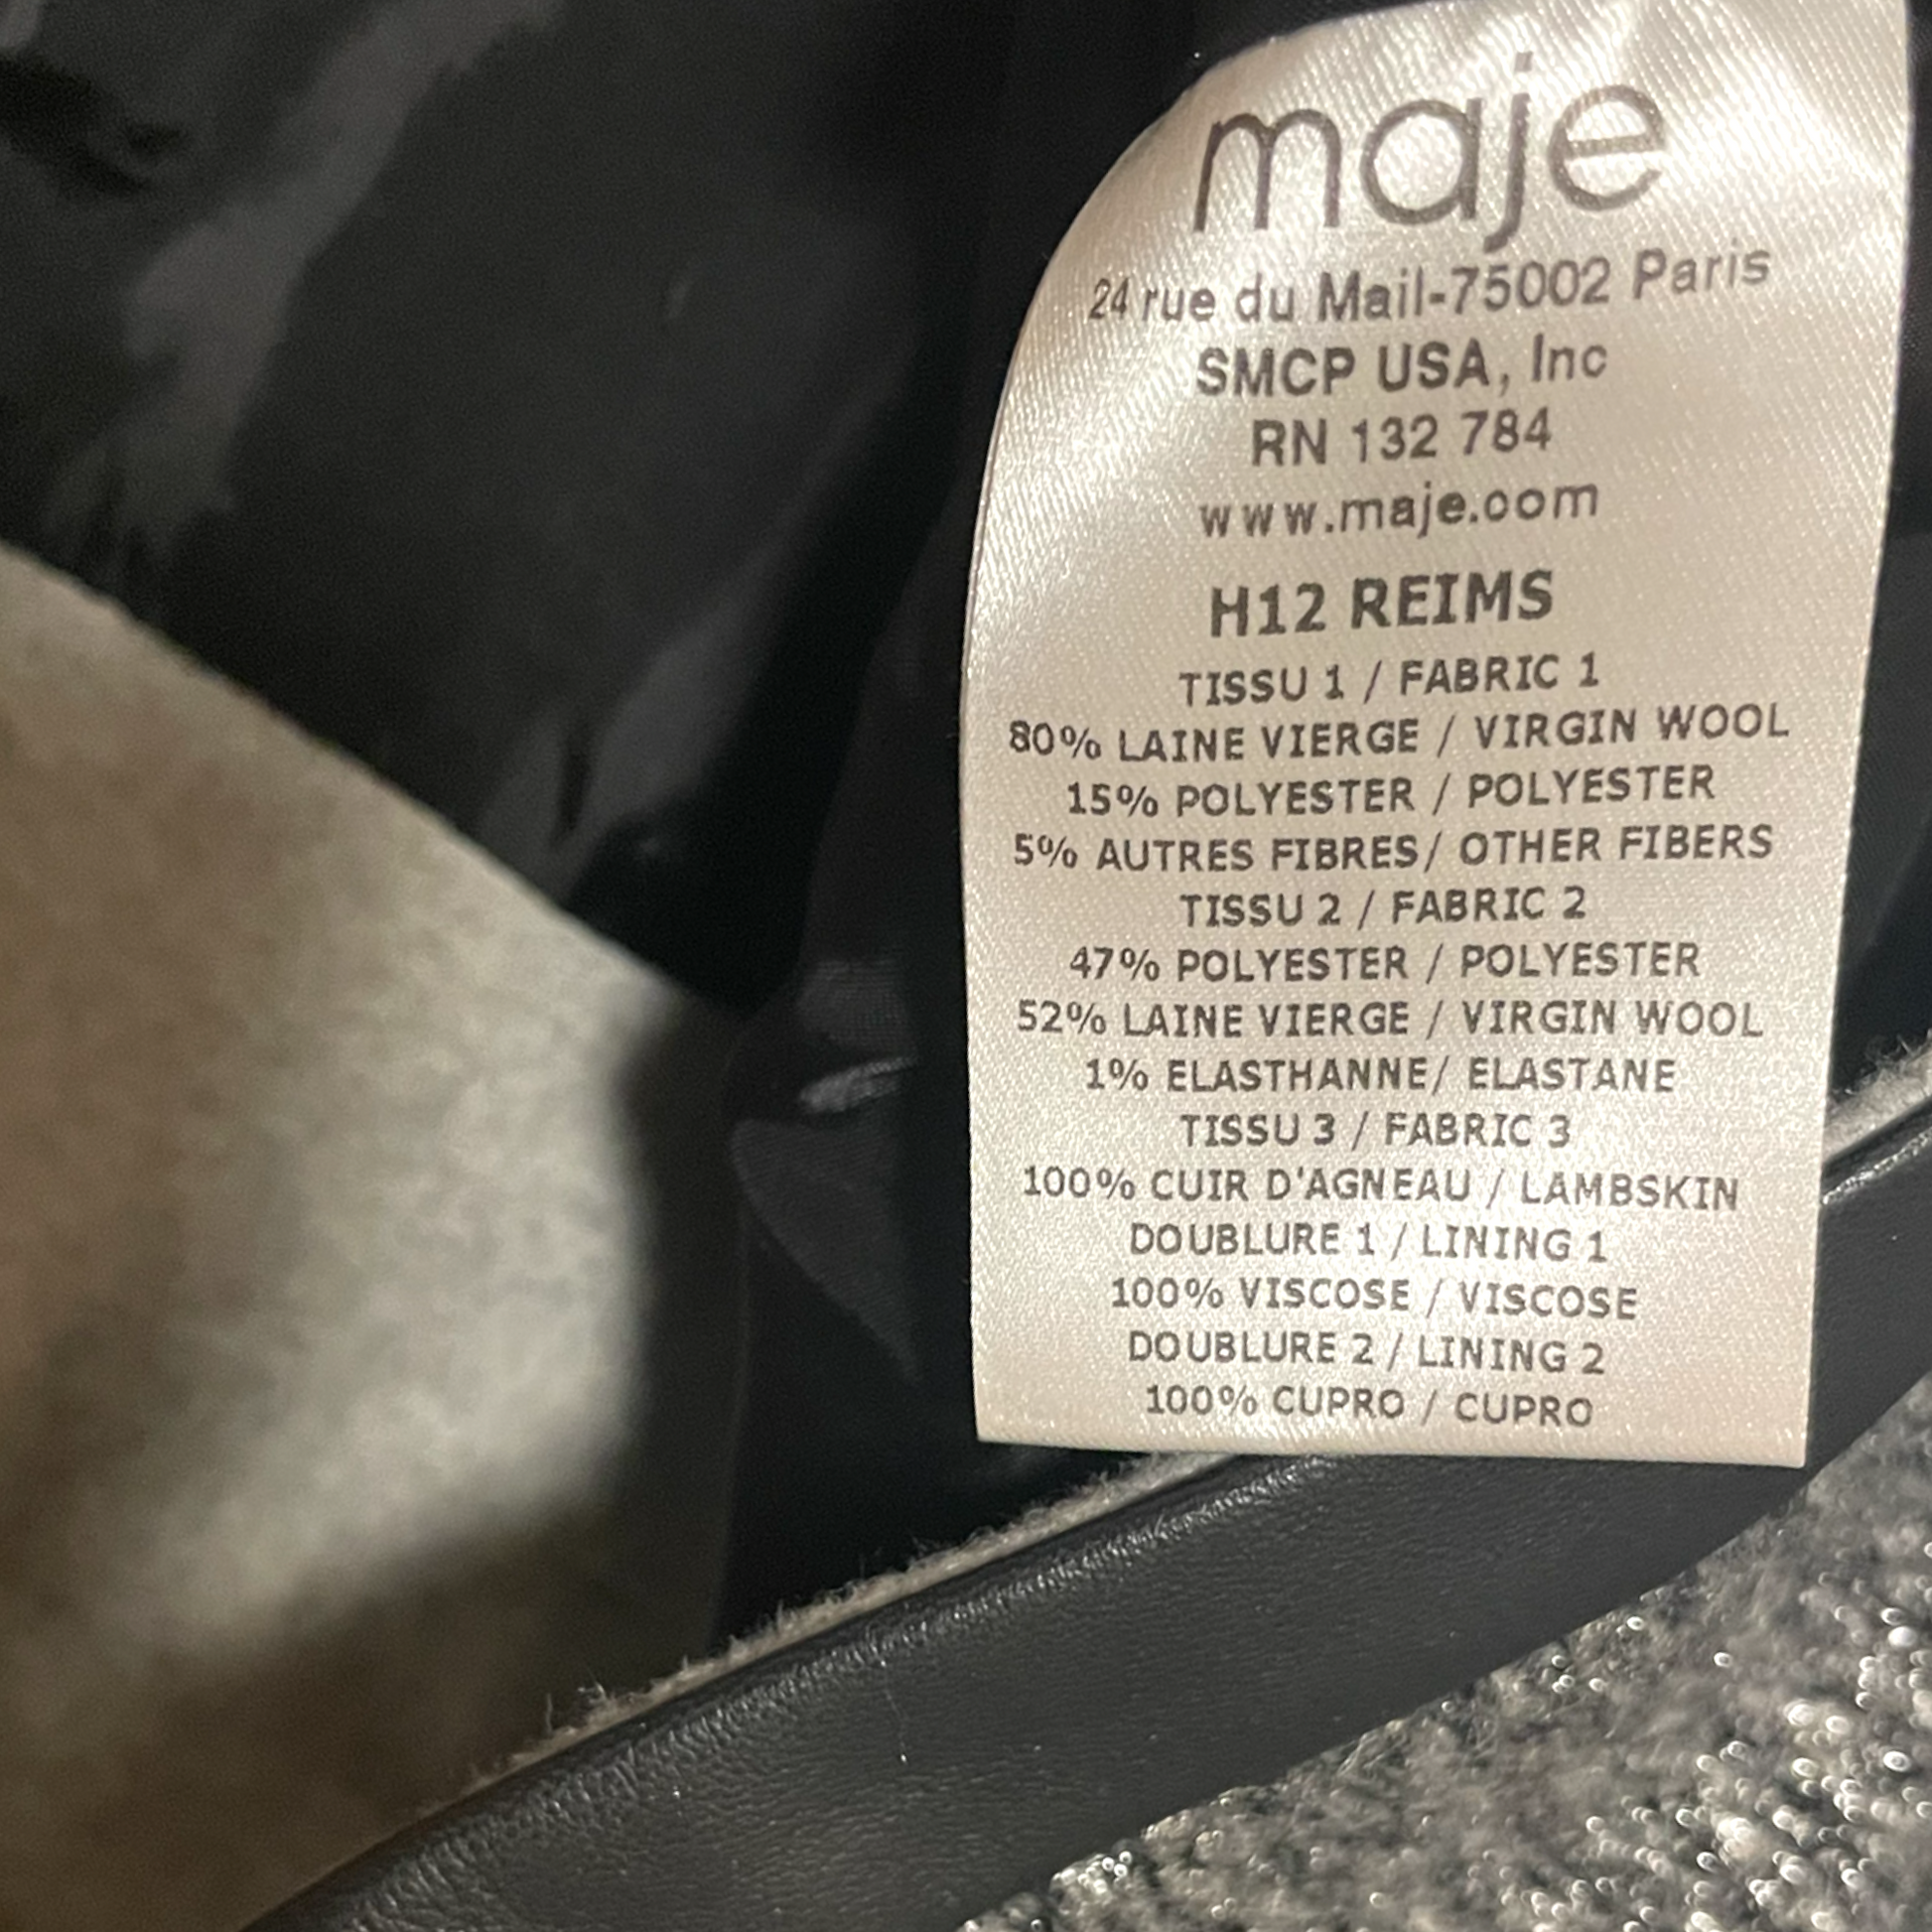 maje
24 rue du Mail-75002 Paris
SMCP USA, Inc
RN 132 784
www.maje.com
H12 REIMS
TISSU 1 / FABRIC 1
80% LAINE VIERGE / VIRGIN WOOL
15% POLYESTER / POLYESTER
5% AUTRES FIBRES/ OTHER FIBERS
TISSU 2 / FABRIC 2
47% POLYESTER / POLYESTER
52% LAINE VIERGE / VIRGIN WOOL
1% ELASTHANNE/ ELASTANE
TISSU 3 / FABRIC 3
100% CUIR D'AGNEAU / LAMBSKIN
DOUBLURE 1 / LINING 1
100% VISCOSE / VISCOSE
DOUBLURE 2 / LINING 2
100% CUPRO / CUPRO